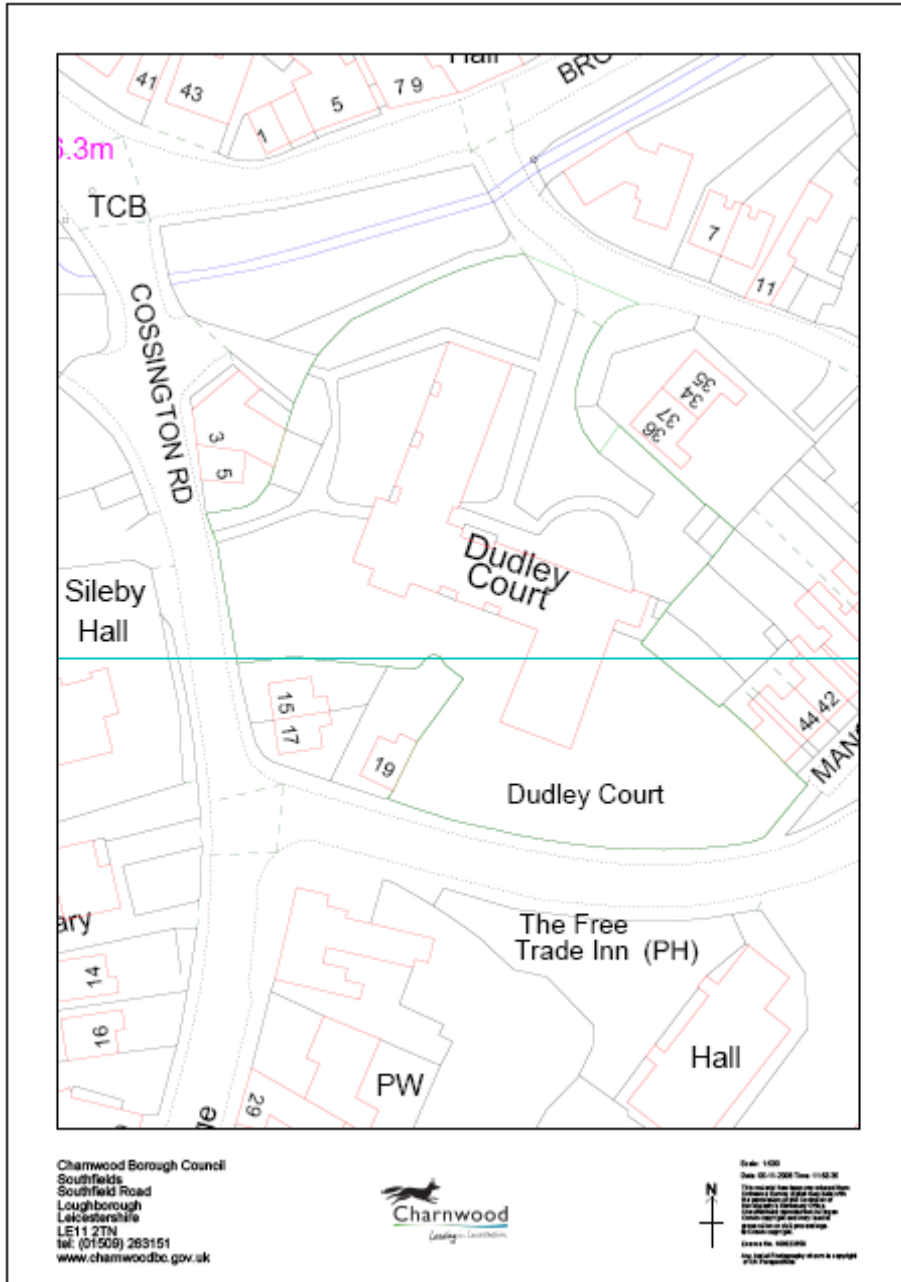 Hall
BRO
41
43
5
7 9
1
6.3m
TCB
7
11
COSSINGTON RD
35
34
37
36
3
5
Dudley
Court
Sileby
Hall
15
17
44 42
19
MAN
Dudley Court
ary
The Free
Trade Inn (PH)
14
16
Hall
PW
29
Charnwood Borough Council
Southfields
Southfield Road
Loughborough
Leicestershire
LE11 2TN
tel: (01509) 263151
www.charnwoodbc.gov.uk
Charnwood
N